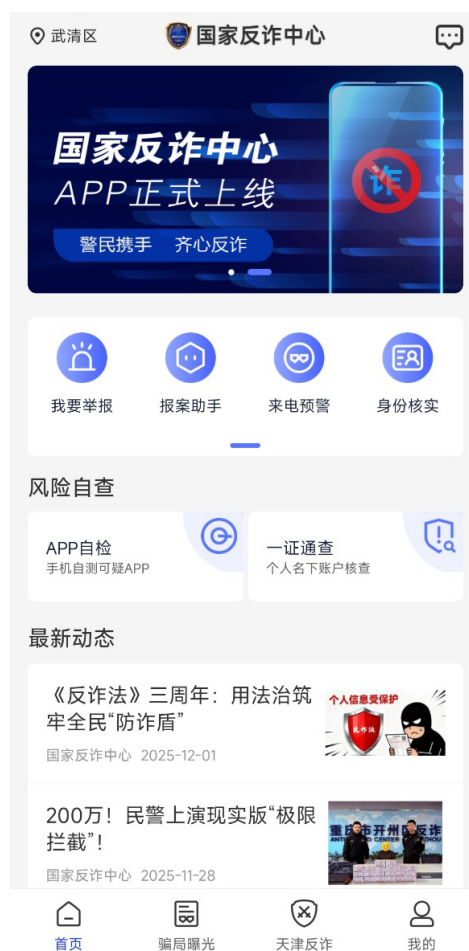 武清区
国家反诈中心
国家反诈中心
APP正式上线
诈
警民携手 齐心反诈
我要举报
报案助手
来电预警
身份核实
风险自查
APP自检
手机自测可疑APP
一证通查
个人名下账户核查
最新动态
《反诈法》三周年：用法治筑
牢全民“防诈盾”
国家反诈中心 2025-12-01
个人信息受保护
反诈法
200万！民警上演现实版“极限
拦截”！
国家反诈中心 2025-11-28
重庆市开州区反诈
首页
骗局曝光
天津反诈
我的